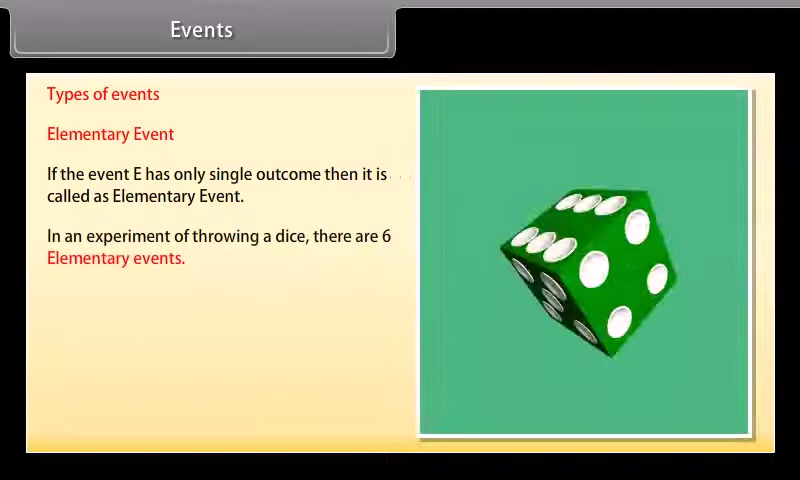 Events
Types of events
Elementary Event
If the event E has only single outcome then it is
called as Elementary Event.
In an experiment of throwing a dice, there are 6
Elementary events.